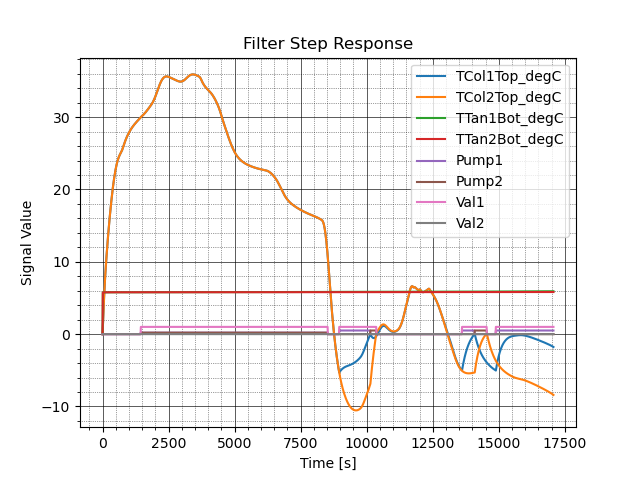 Filter Step Response
TCol1Top_degC
TCol2Top_degC
TTan1Bot_degC
TTan2Bot_degC
Pump1
Pump2
Val1
Val2
Signal Value
30
20
10
0
−10
0 2500 5000 7500 10000 12500 15000 17500
Time [s]